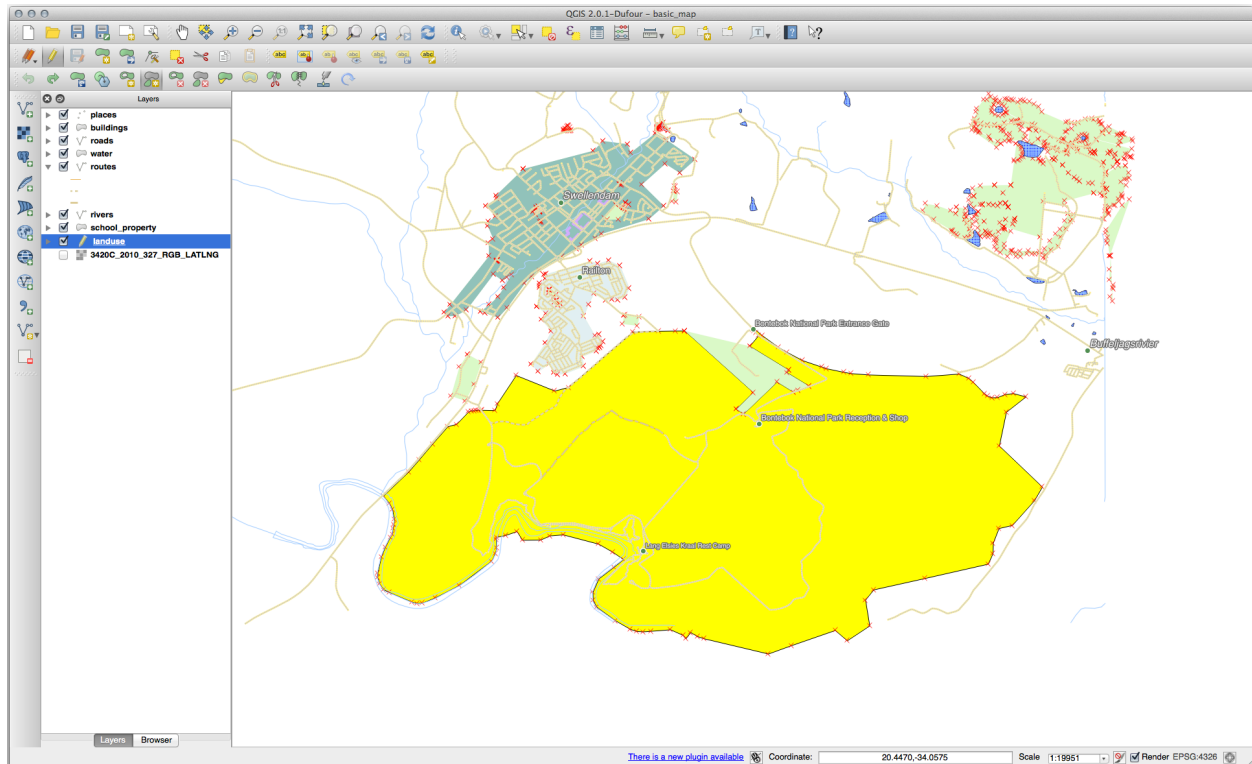 QGIS 2.0.1-Dufour - basic_map
Layers
places
buildings
roads
water
routes
rivers
school_property
landuse
3420C_2010_327_RGB_LATLNG
Swellendam
Railton
Bontebok National Park Entrance Gate
Buffeljagsrivier
Bontebok National Park Reception & Shop
Lang Elsies Kraal Rest Camp
Layers Browser
There is a new plugin available Coordinate: 20.4470,-34.0575 Scale 1:19951 Render EPSG:4326